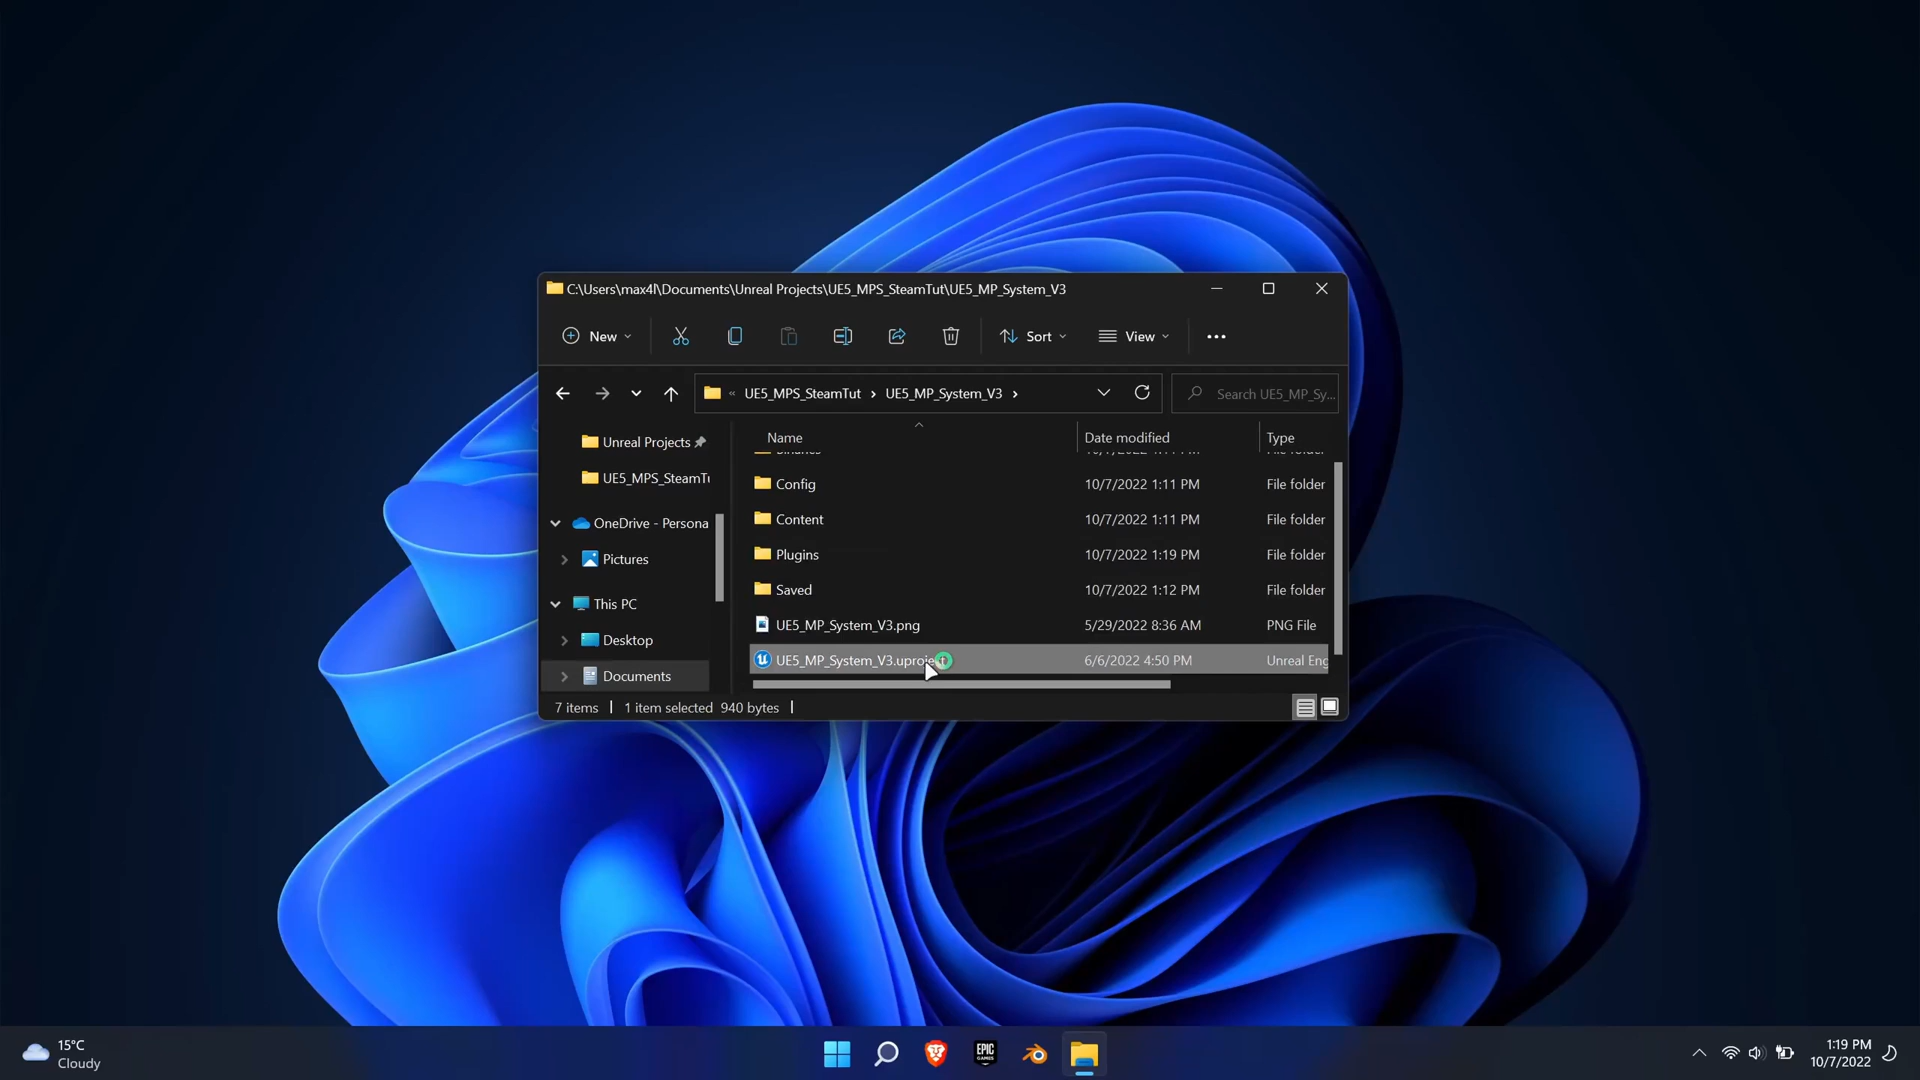 C:\Users\max4l\Documents\Unreal Projects\UE5_MPS_SteamTut\UE5_MP_System_V3
New
Sort
View
« UE5_MPS_SteamTut > UE5_MP_System_V3 >
Search UE5_MP_Sy...
Name Date modified Type
Unreal Projects
UE5_MPS_SteamTu
OneDrive - Persona
Pictures
This PC
Desktop
Documents
Config 10/7/2022 1:11 PM File folder
Content 10/7/2022 1:11 PM File folder
Plugins 10/7/2022 1:19 PM File folder
Saved 10/7/2022 1:12 PM File folder
UE5_MP_System_V3.png 5/29/2022 8:36 AM PNG File
UE5_MP_System_V3.uproject 6/6/2022 4:50 PM Unreal Eng
7 items 1 item selected 940 bytes
15°C
Cloudy
EPIC
GAMES
1:19 PM
10/7/2022